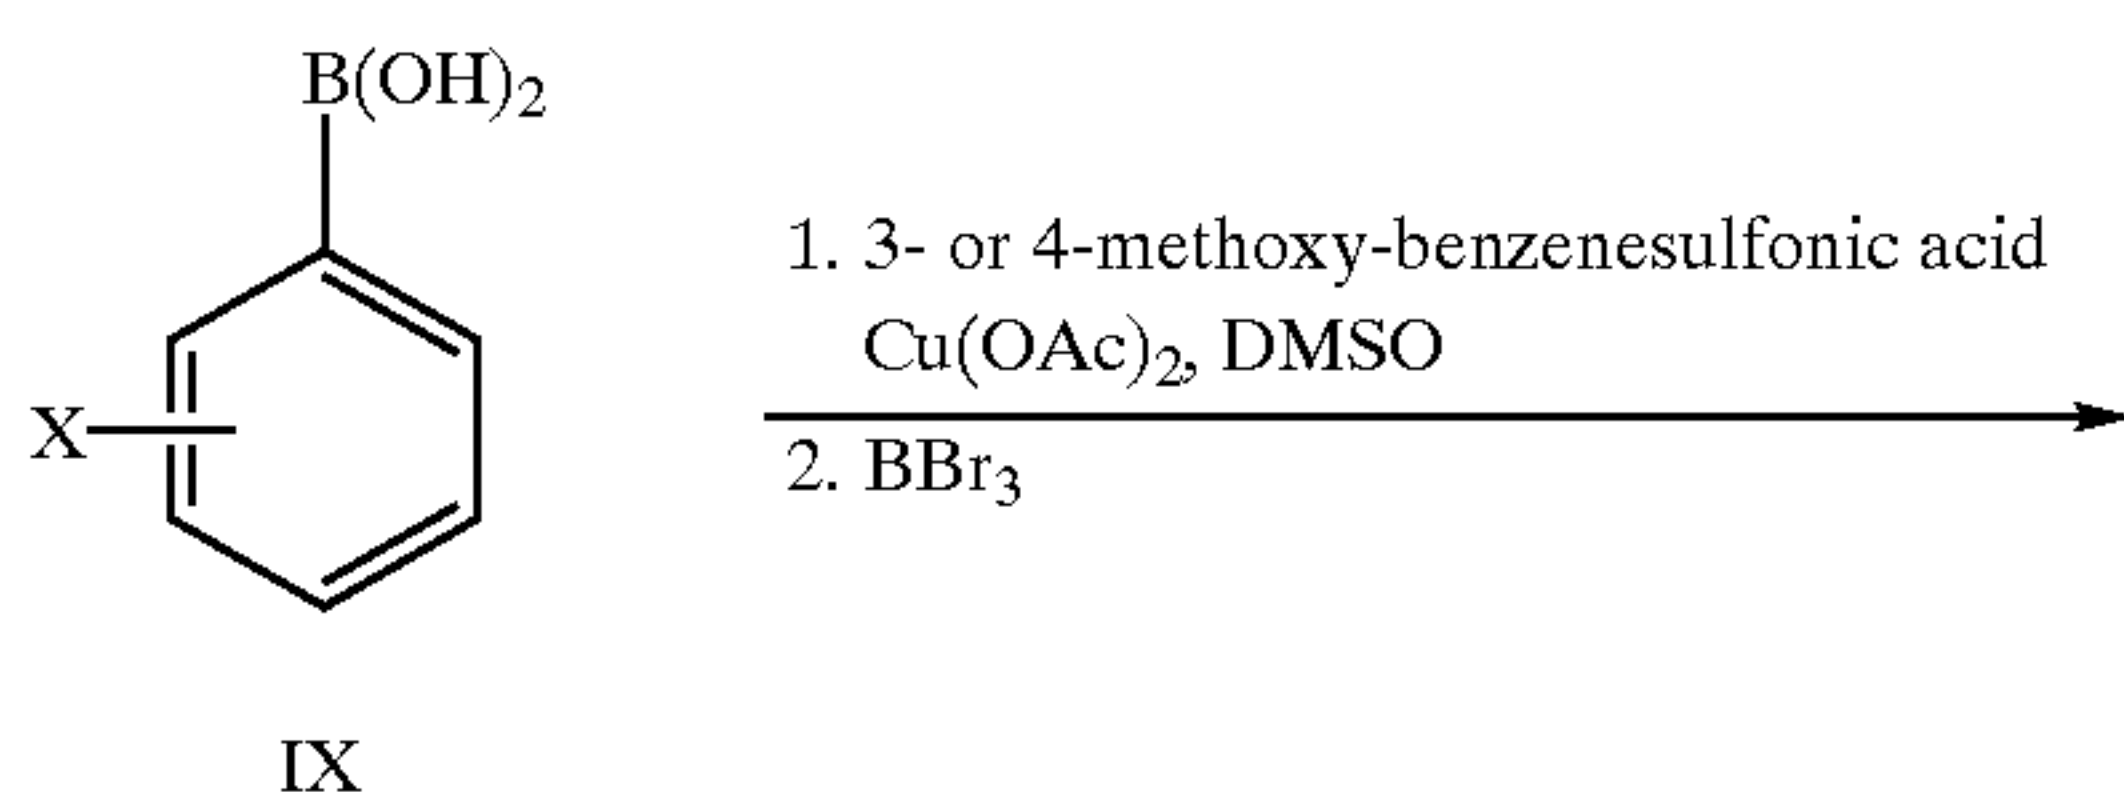 B(OH)₂
1. 3- or 4-methoxy-benzenesulfonic acid
Cu(OAc)₂, DMSO
X
2. BBr₃
IX